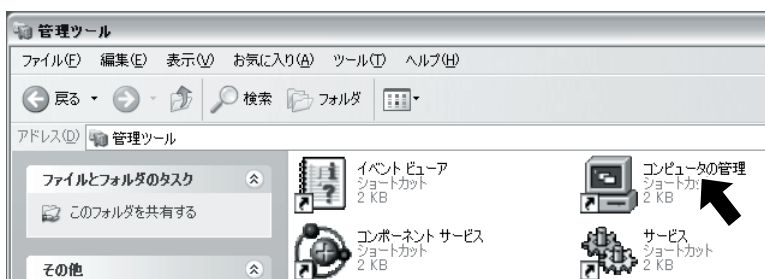 管理ツール
ファイル(F) 編集(E) 表示(V) お気に入り(A) ツール(T) ヘルプ(H)
戻る 検索 フォルダ
アドレス(D) 管理ツール
ファイルとフォルダのタスク
このフォルダを共有する
その他
イベント ビューア
ショートカット
2 KB
コンピュータの管理
ショートカッ
2 KB
コンポーネント サービス
ショートカット
2 KB
サービス
ショートカット
2 KB